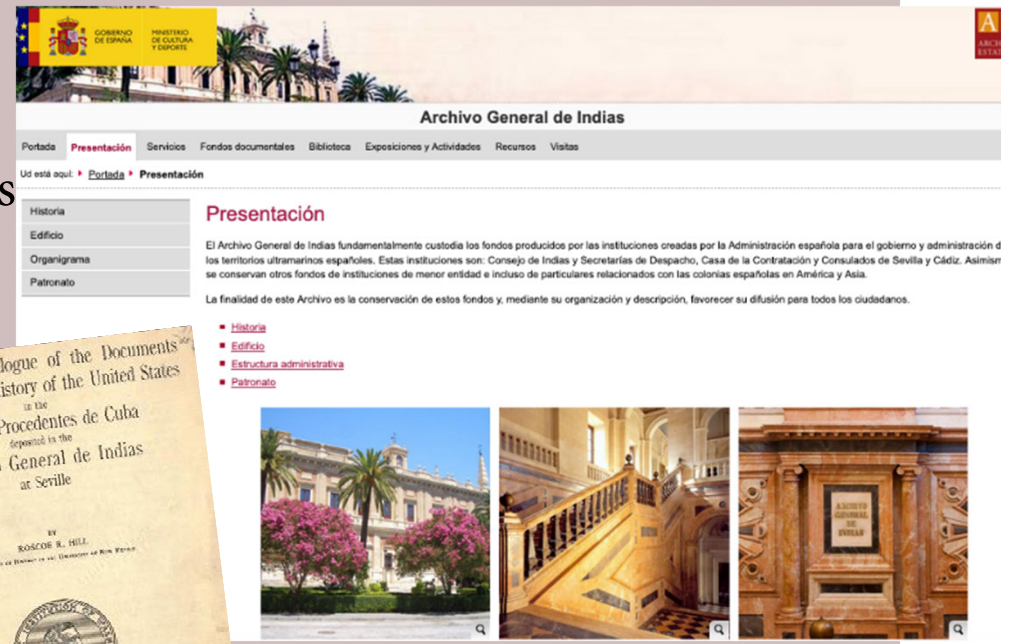 GOBIERNO
DE ESPAÑA
MINISTERIO
DE CULTURA
Y DEPORTE
A
ARCH
ESTAT
Archivo General de Indias
Portada Presentación Servicios Fondos documentales Biblioteca Exposiciones y Actividades Recursos Visitas
Ud está aquí: Portada Presentación
s
Historia
Edificio
Organigrama
Patronato
Presentación
El Archivo General de Indias fundamentalmente custodia los fondos producidos por las instituciones creadas por la Administración española para el gobierno y administración d
los territorios ultramarinos españoles. Estas instituciones son: Consejo de Indias y Secretarías de Despacho, Casa de la Contratación y Consulados de Sevilla y Cádiz. Asimism
se conservan otros fondos de instituciones de menor entidad e incluso de particulares relacionados con las colonias españolas en América y Asia.
La finalidad de este Archivo es la conservación de estos fondos y, mediante su organización y descripción, favorecer su difusión para todos los ciudadanos.
Historia
Edificio
Estructura administrativa
Patronato
logue of the Documents
istory of the United States
in the
Procedentes de Cuba
deposited in the
General de Indias
at Seville
BY
ROSCOE R. HILL
ARCHIVO
GENERAL
DE
INDIAS